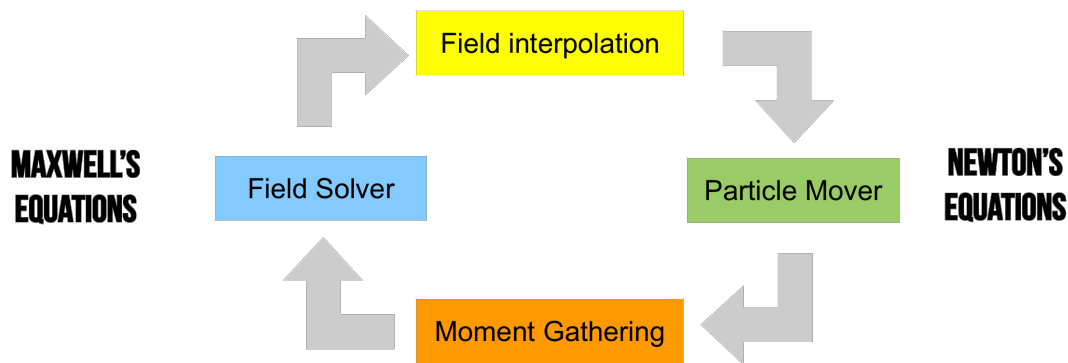 Field interpolation
MAXWELL'S
EQUATIONS
Field Solver
Particle Mover
NEWTON'S
EQUATIONS
Moment Gathering